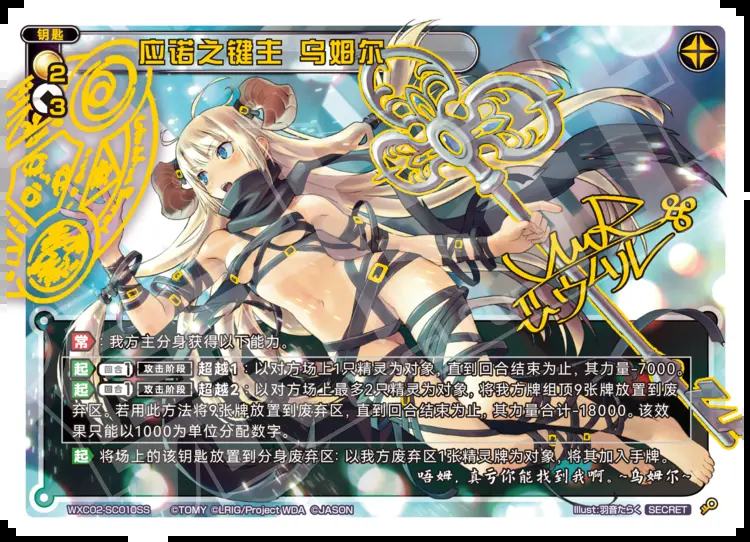 钥匙
应诺之键主 乌姆尔
2
3
常：我方主分身获得以下能力。
起 回合1 攻击阶段 超越1：以对方场上1只精灵为对象，直到回合结束为止，其力量-7000。
起 回合1 攻击阶段 超越2：以对方场上最多2只精灵为对象，将我方牌组顶9张牌放置到废
弃区。若用此方法将9张牌放置到废弃区，直到回合结束为止，其力量合计-18000。该效
果只能以1000为单位分配数字。
起 将场上的该钥匙放置到分身废弃区：以我方废弃区1张精灵牌为对象，将其加入手牌。
唔姆，真亏你能找到我啊。~乌姆尔~
WXC02-SC010SS ©TOMY ©LRIG/Project WDA ©JASON Illust:羽音たらく SECRET